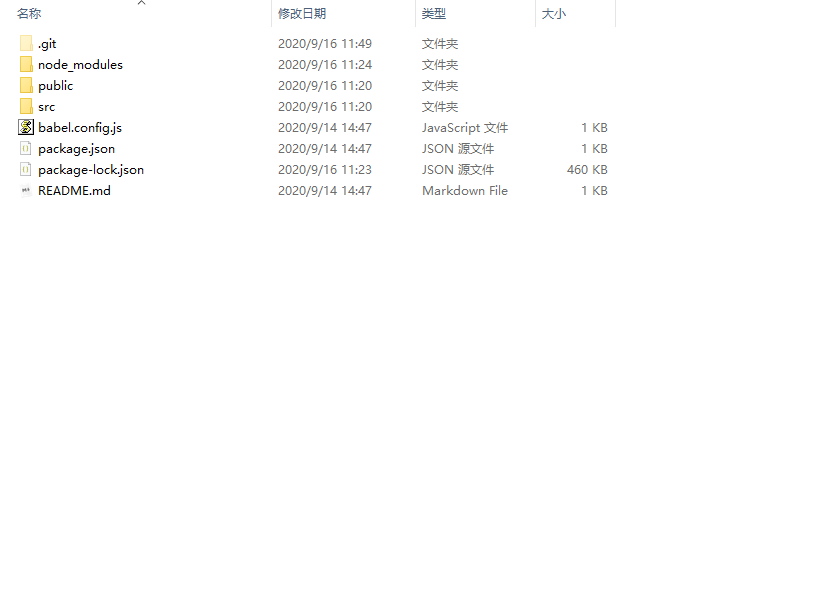 名称 修改日期 类型 大小
.git 2020/9/16 11:49 文件夹
node_modules 2020/9/16 11:24 文件夹
public 2020/9/16 11:20 文件夹
src 2020/9/16 11:20 文件夹
babel.config.js 2020/9/14 14:47 JavaScript 文件 1 KB
package.json 2020/9/14 14:47 JSON 源文件 1 KB
package-lock.json 2020/9/16 11:23 JSON 源文件 460 KB
README.md 2020/9/14 14:47 Markdown File 1 KB